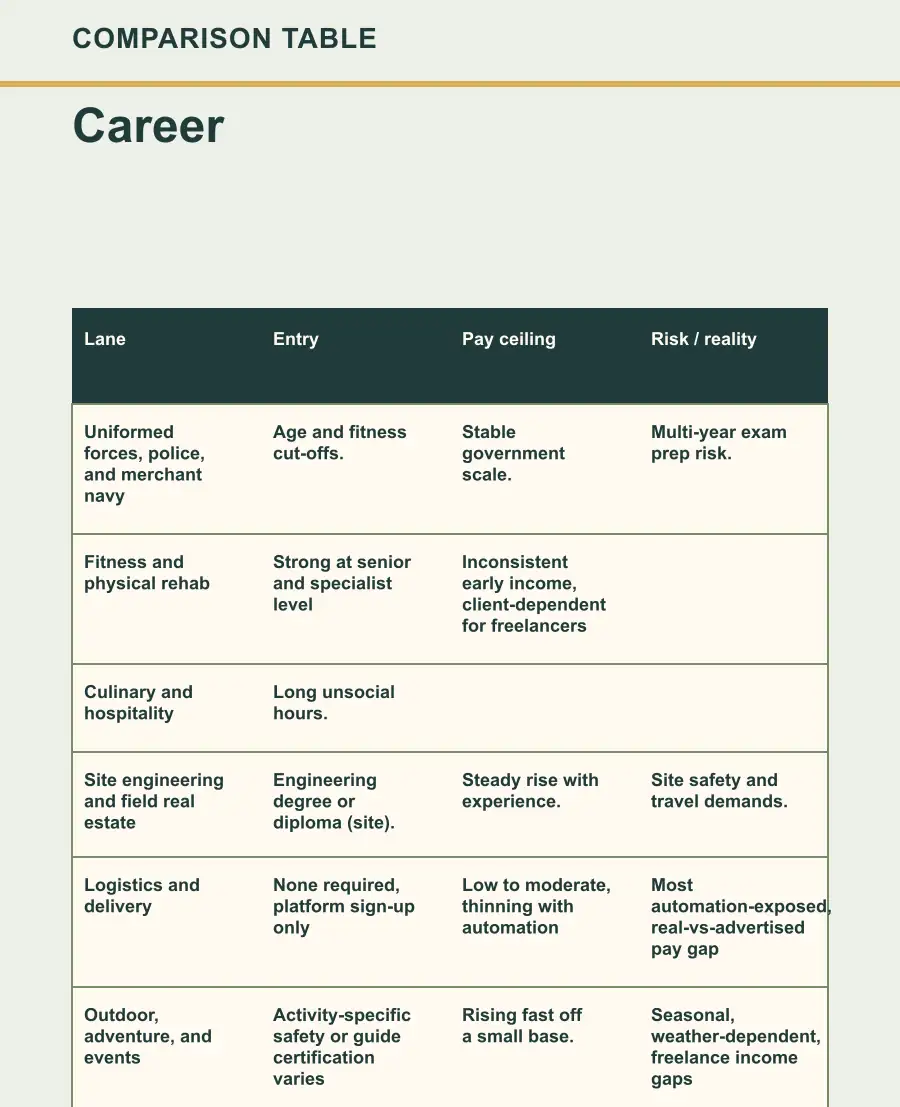 COMPARISON TABLE
Career
Lane
Entry
Pay ceiling
Risk / reality
Uniformed
forces, police,
and merchant
navy
Age and fitness
cut-offs.
Stable
government
scale.
Multi-year exam
prep risk.
Fitness and
physical rehab
Strong at senior
and specialist
level
Inconsistent
early income,
client-dependent
for freelancers
Culinary and
hospitality
Long unsocial
hours.
Site engineering
and field real
estate
Engineering
degree or
diploma (site).
Steady rise with
experience.
Site safety and
travel demands.
Logistics and
delivery
None required,
platform sign-up
only
Low to moderate,
thinning with
automation
Most
automation-exposed,
real-vs-advertised
pay gap
Outdoor,
adventure, and
events
Activity-specific
safety or guide
certification
varies
Rising fast off
a small base.
Seasonal,
weather-dependent,
freelance income
gaps